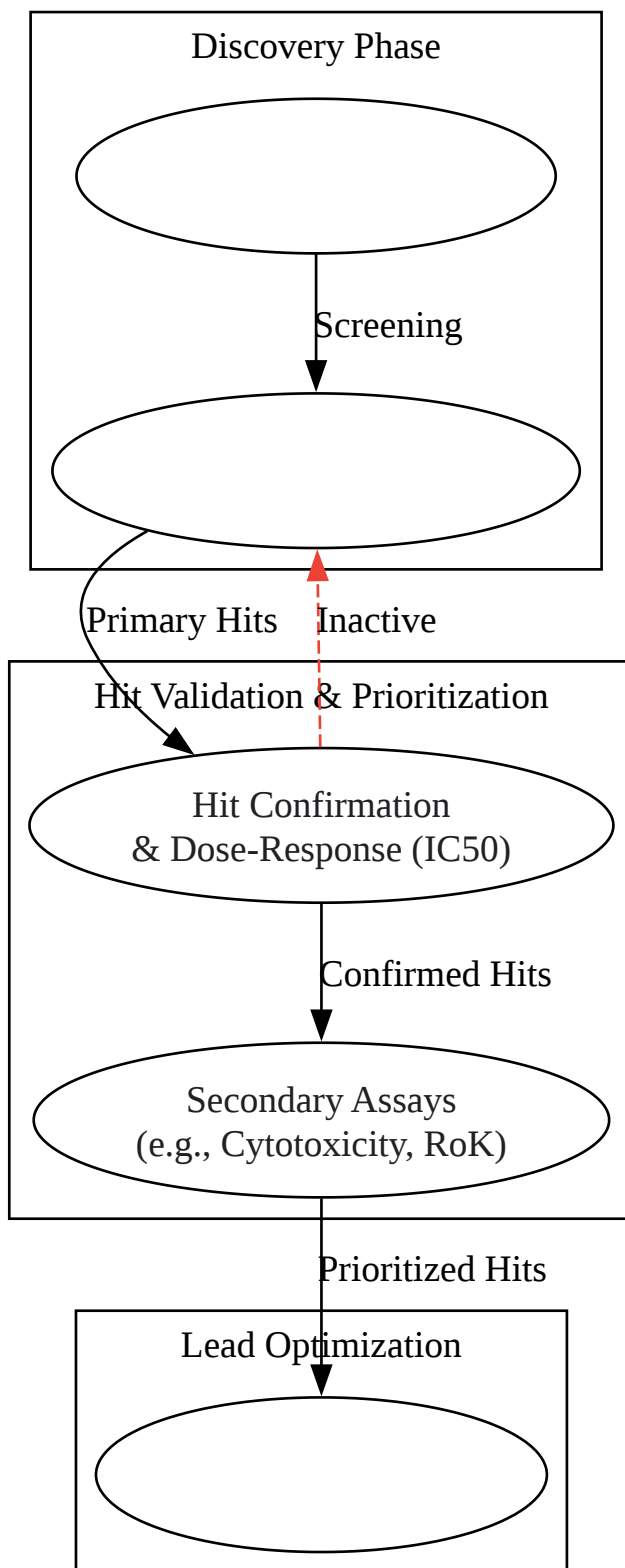 Discovery Phase
Screening
Primary Hits
Inactive
Hit Validation & Prioritization
Hit Confirmation
& Dose-Response (IC50)
Confirmed Hits
Secondary Assays
(e.g., Cytotoxicity, RoK)
Prioritized Hits
Lead Optimization